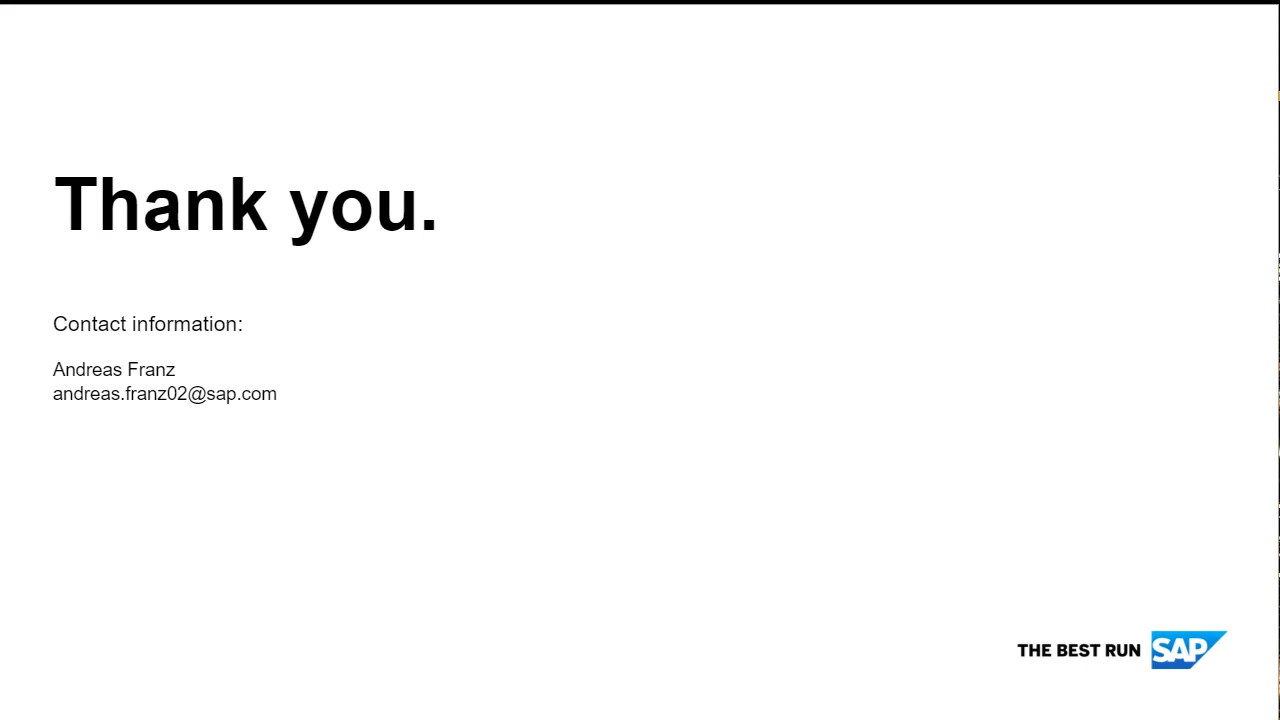 Thank you.
Contact information:
Andreas Franz
andreas.franz02@sap.com
THE BEST RUN SAP